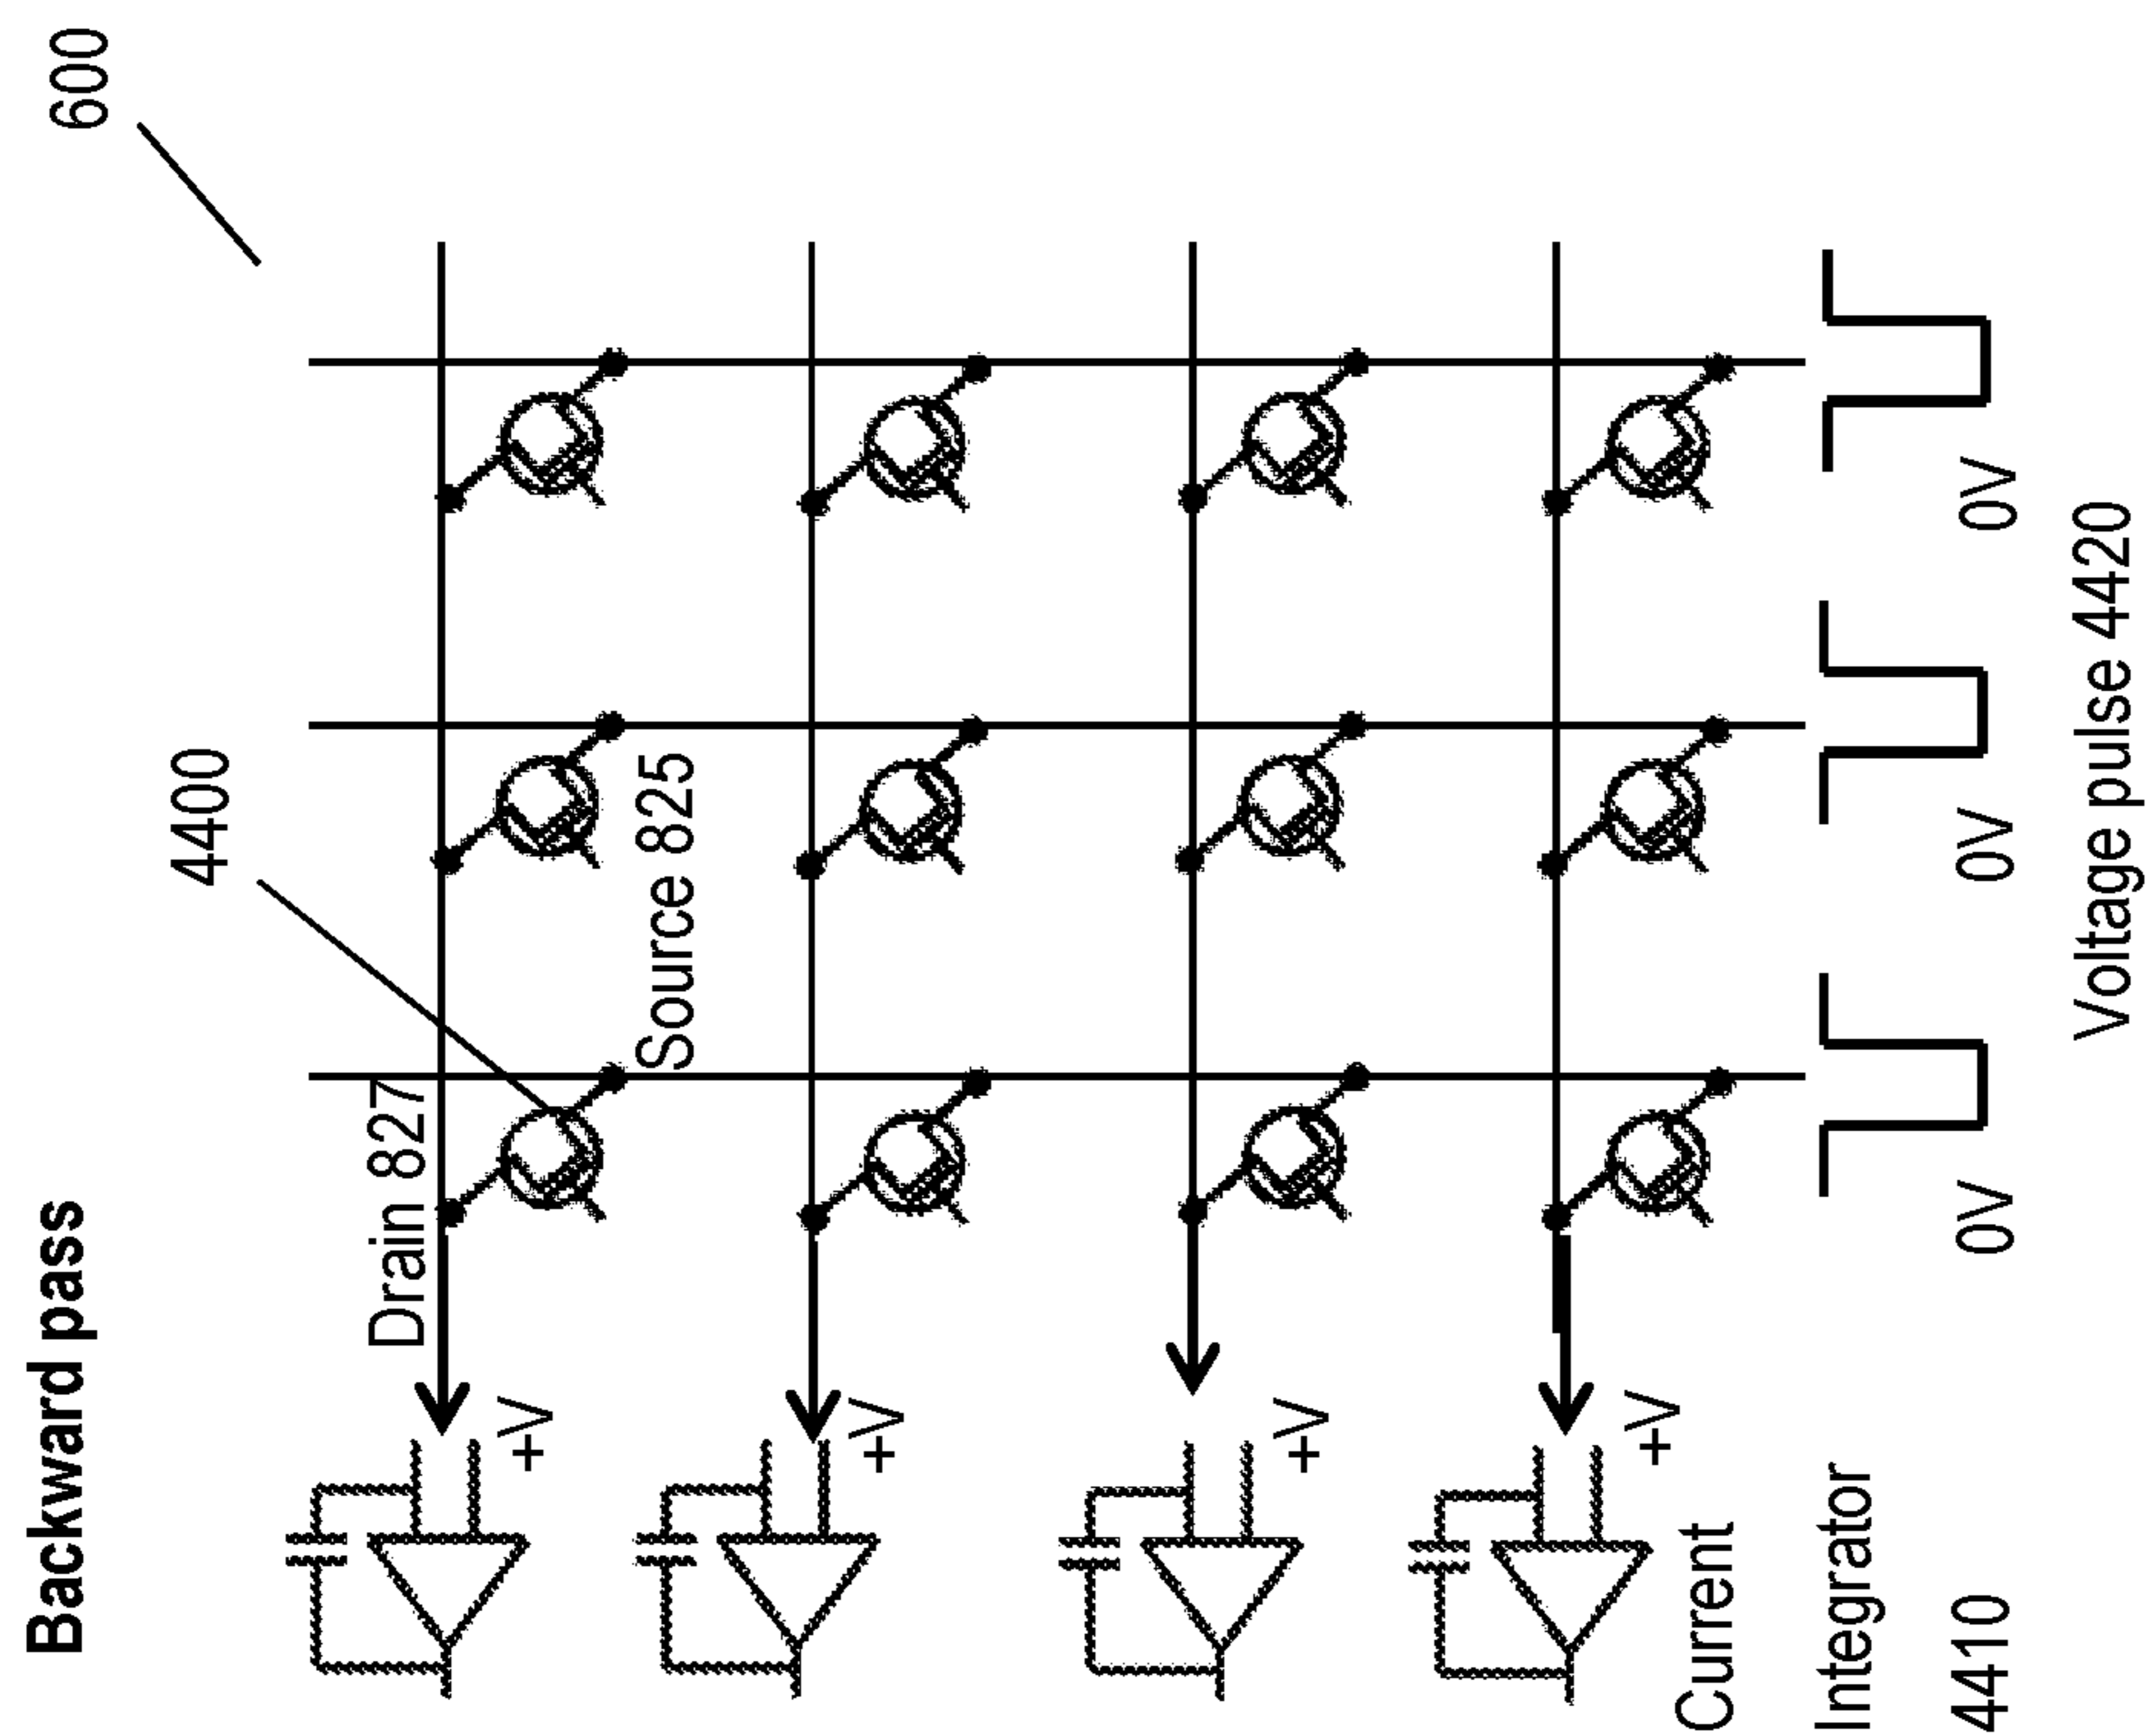 Backward pass
600
4400
Drain 827
Source 825
+V
+V
+V
+V
Current
Integrator
4410
0V
0V
0V
Voltage pulse 4420